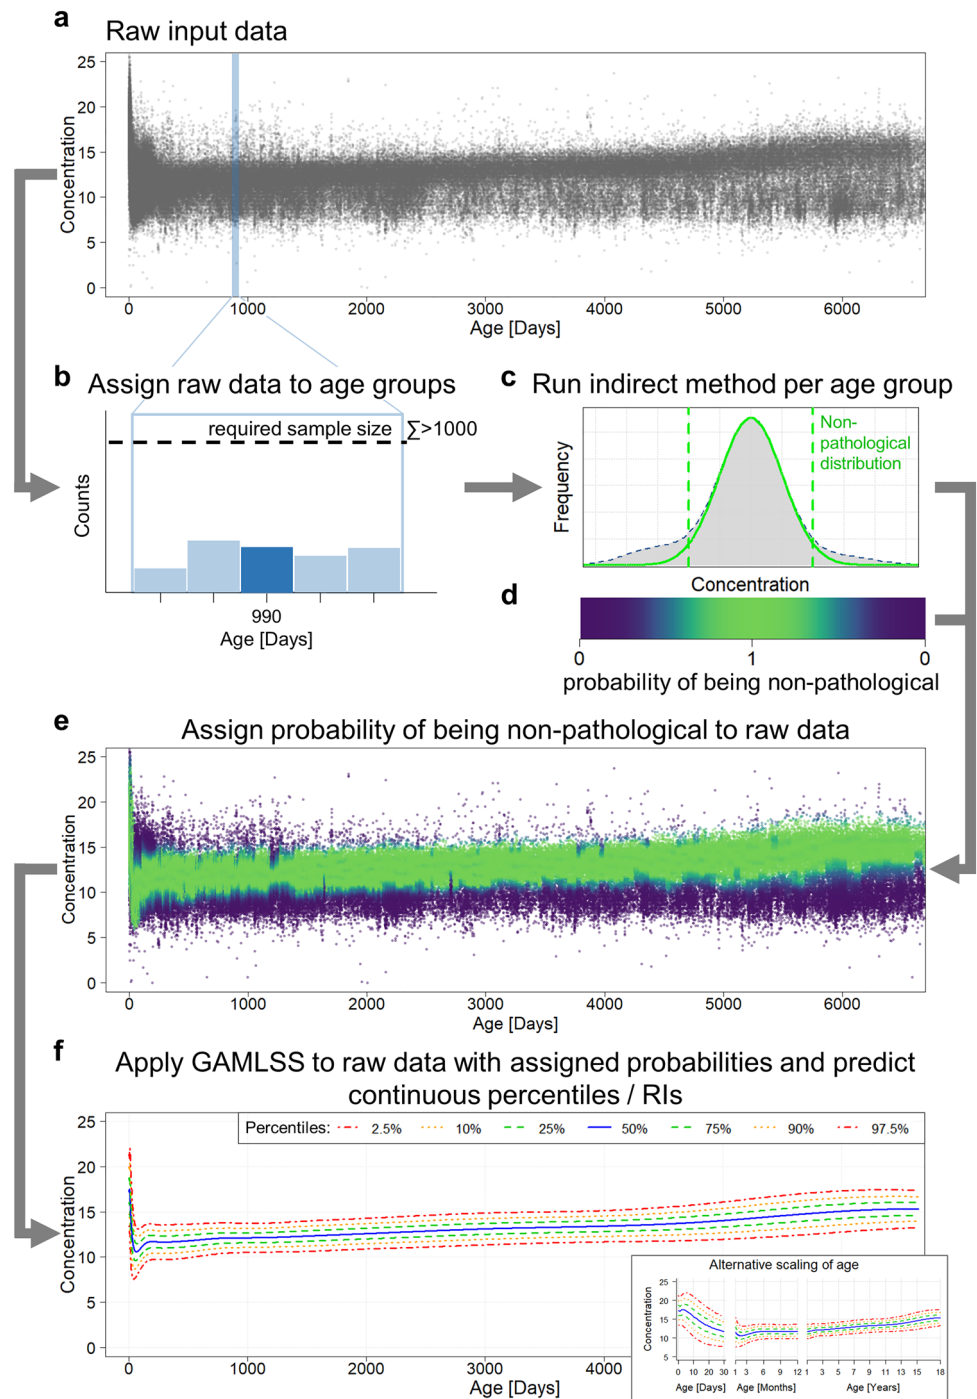 a
Raw input data
25
20
15
10
5
0
Concentration
0 1000 2000 3000 4000 5000 6000
Age [Days]
b
Assign raw data to age groups
required sample size ∑>1000
Counts
990
Age [Days]
c
Run indirect method per age group
Non-
pathological
distribution
Frequency
Concentration
d
0 1 0
probability of being non-pathological
e
Assign probability of being non-pathological to raw data
25
20
15
10
5
0
Concentration
0 1000 2000 3000 4000 5000 6000
Age [Days]
f
Apply GAMLSS to raw data with assigned probabilities and predict
continuous percentiles / RIs
Percentiles: 2.5% 10% 25% 50% 75% 90% 97.5%
25
20
15
10
5
0
Concentration
0 1000 2000 3000 4000
Alternative scaling of age
25
20
15
10
5
Concentration
0 10 20 30 1 3 6 9 12 1 3 5 7 9 11 13 15 18
Age [Days] Age [Months] Age [Years]